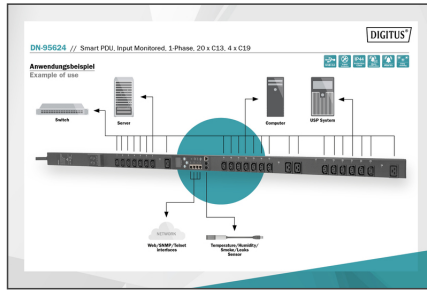 DIGITUS®
DN-95624 // Smart PDU, Input Monitored, 1-Phase, 20 x C13, 4 x C19
Anwendungsbeispiel
Example of use
Switch
Server
Computer
USP System
NETWORK
Web/SNMP/Telnet
Interfaces
Temperature/Humidity/
Smoke/Leaks
Sensor